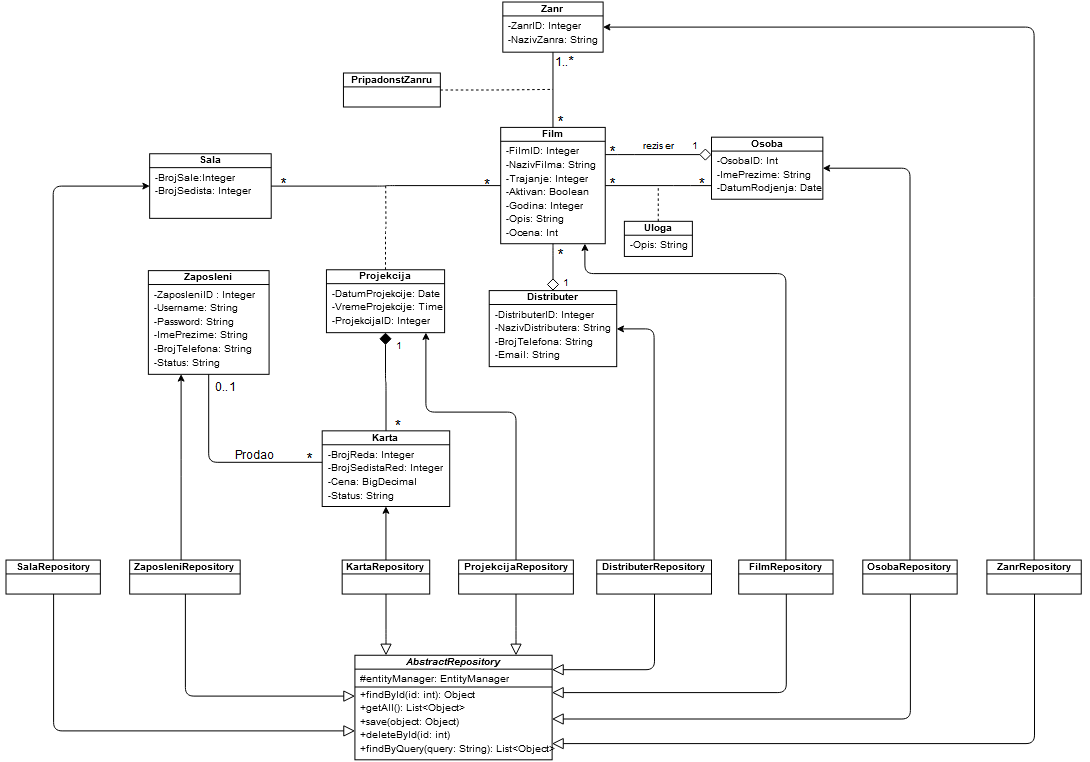 Zanr
-ZanrID: Integer
-NazivZanra: String
1..*
PripadonstZanru
*
Film
-FilmID: Integer
-NazivFilma: String
-Trajanje: Integer
-Aktivan: Boolean
-Godina: Integer
-Opis: String
-Ocena: Int
* reziser 1
Osoba
-OsobaID: Int
-ImePrezime: String
-DatumRodjenja: Date
* *
Uloga
-Opis: String
Sala
-BrojSale:Integer
-BrojSedista: Integer
* *
*
1
Zaposleni
-ZaposleniID : Integer
-Username: String
-Password: String
-ImePrezime: String
-BrojTelefona: String
-Status: String
0..1
Projekcija
-DatumProjekcije: Date
-VremeProjekcije: Time
-ProjekcijaID: Integer
1
Distributer
-DistributerID: Integer
-NazivDistributera: String
-BrojTelefona: String
-Email: String
*
Prodao *
Karta
-BrojReda: Integer
-BrojSedistaRed: Integer
-Cena: BigDecimal
-Status: String
SalaRepository
ZaposleniRepository
KartaRepository
ProjekcijaRepository
DistributerRepository
FilmRepository
OsobaRepository
ZanrRepository
AbstractRepository
#entityManager: EntityManager
+findById(id: int): Object
+getAll(): List<Object>
+save(object: Object)
+deleteById(id: int)
+findByQuery(query: String): List<Object>